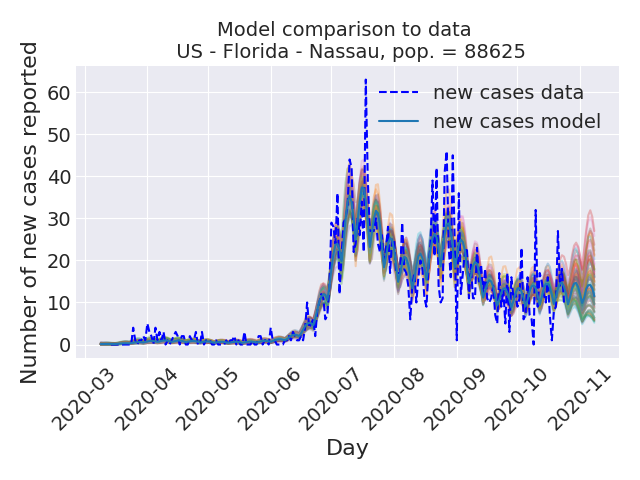 Model comparison to data
US - Florida - Nassau, pop. = 88625
Number of new cases reported
60
50
40
30
20
10
0
new cases data
new cases model
2020-03
2020-04
2020-05
2020-06
2020-07
2020-08
2020-09
2020-10
2020-11
Day